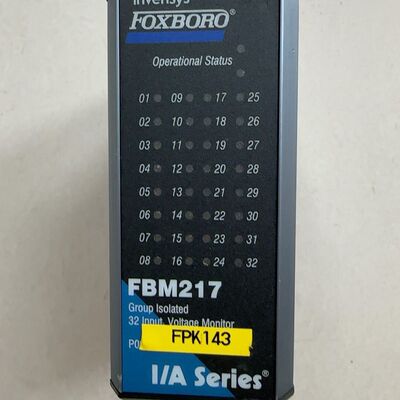 invensys
FOXBORO®
Operational Status
01 09 17 25
02 10 18 26
03 11 19 27
04 12 20 28
05 13 21 29
06 14 22 30
07 15 23 31
08 16 24 32
FBM217
Group Isolated
32 Input, Voltage Monitor
FPK143
I/A Series®